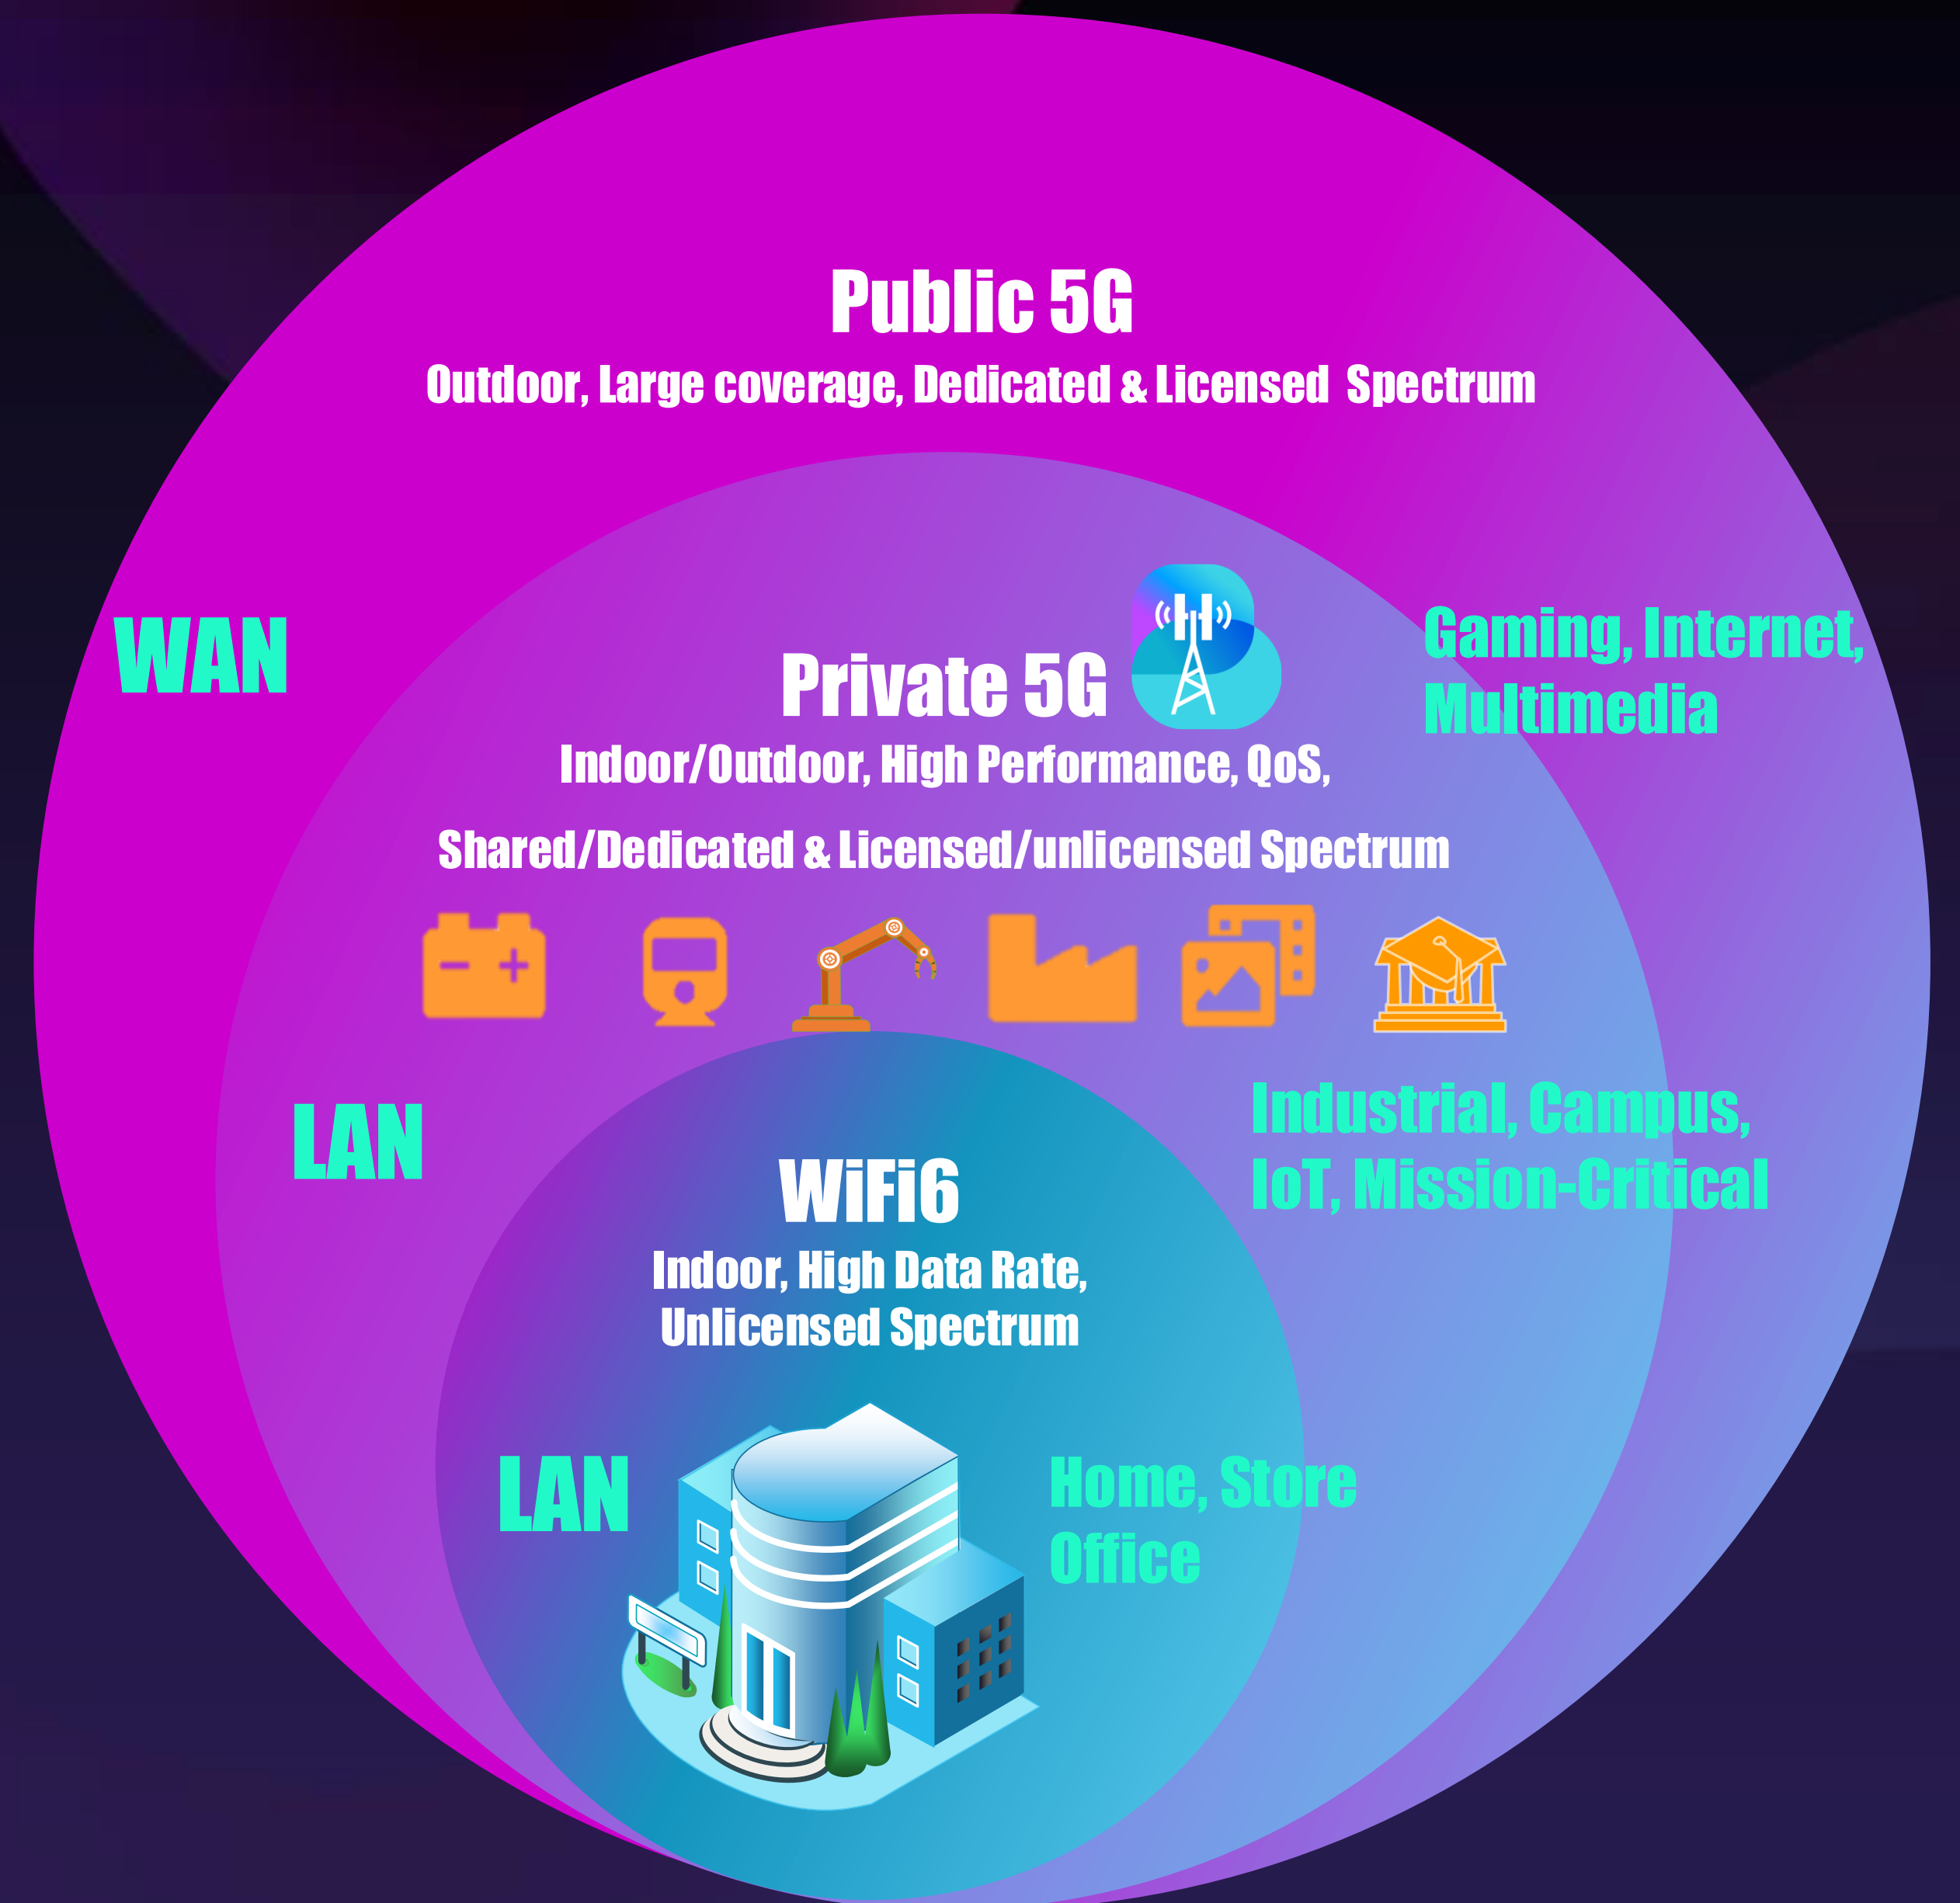 Public 5G
Outdoor, Large coverage, Dedicated & Licensed Spectrum
WAN
Gaming, Internet,
Multimedia
Private 5G
Indoor/Outdoor, High Performance, QoS,
Shared/Dedicated & Licensed/unlicensed Spectrum
LAN
Industrial, Campus,
IoT, Mission-Critical
WiFi6
Indoor, High Data Rate,
Unlicensed Spectrum
LAN
Home, Store
Office